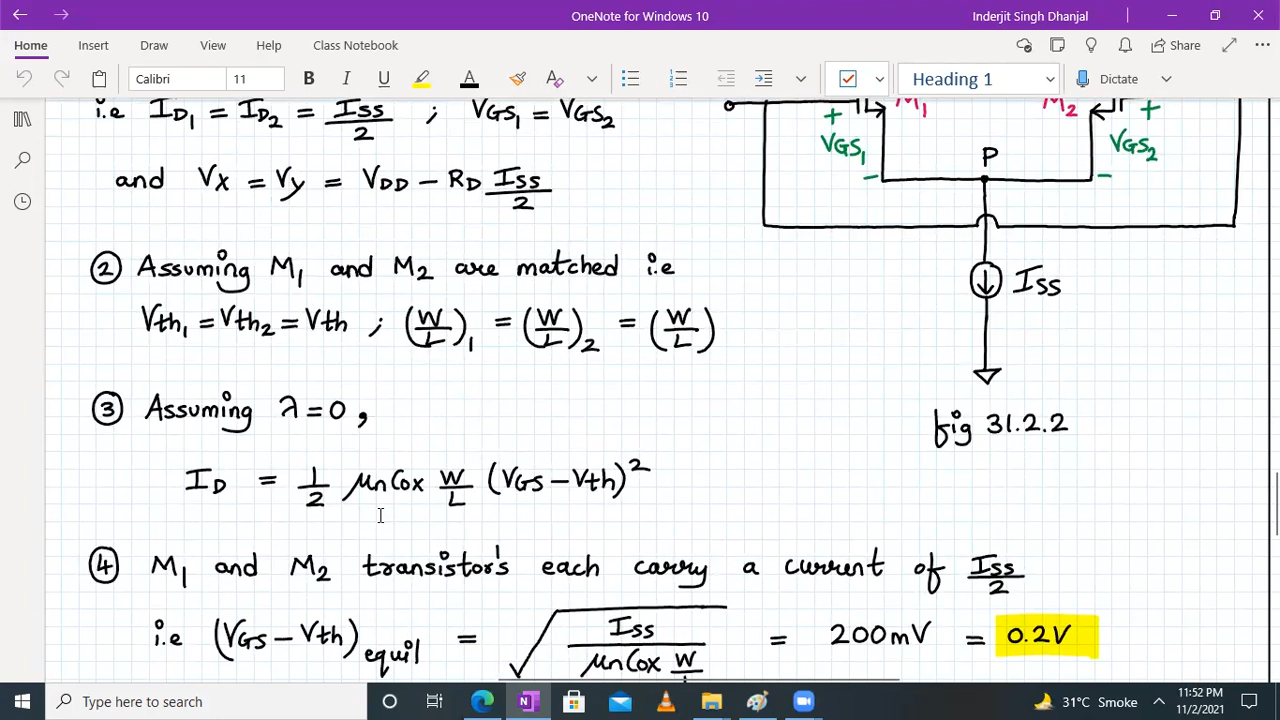 OneNote for Windows 10
Inderjit Singh Dhanjal
Home Insert Draw View Help Class Notebook
Share
Calibri 11 B I U A A Heading 1 Dictate
i.e ID1 = ID2 = ISS/2 ; VGS1 = VGS2
and VX = Vy = VDD - RD ISS/2
② Assuming M1 and M2 are matched i.e
Vth1 = Vth2 = Vth ; (W/L)1 = (W/L)2 = (W/L)
③ Assuming λ = 0,
ID = 1/2 μnCox W/L (VGS - Vth)²
④ M1 and M2 transistor's each carry a current of ISS/2
i.e (VGS - Vth)equil = √(ISS / μnCox W/L) = 200mV = 0.2V
M1 M2
+ +
VGS1 P VGS2
- -
ISS
fig 31.2.2
Type here to search
31°C Smoke
11:52 PM
11/2/2021